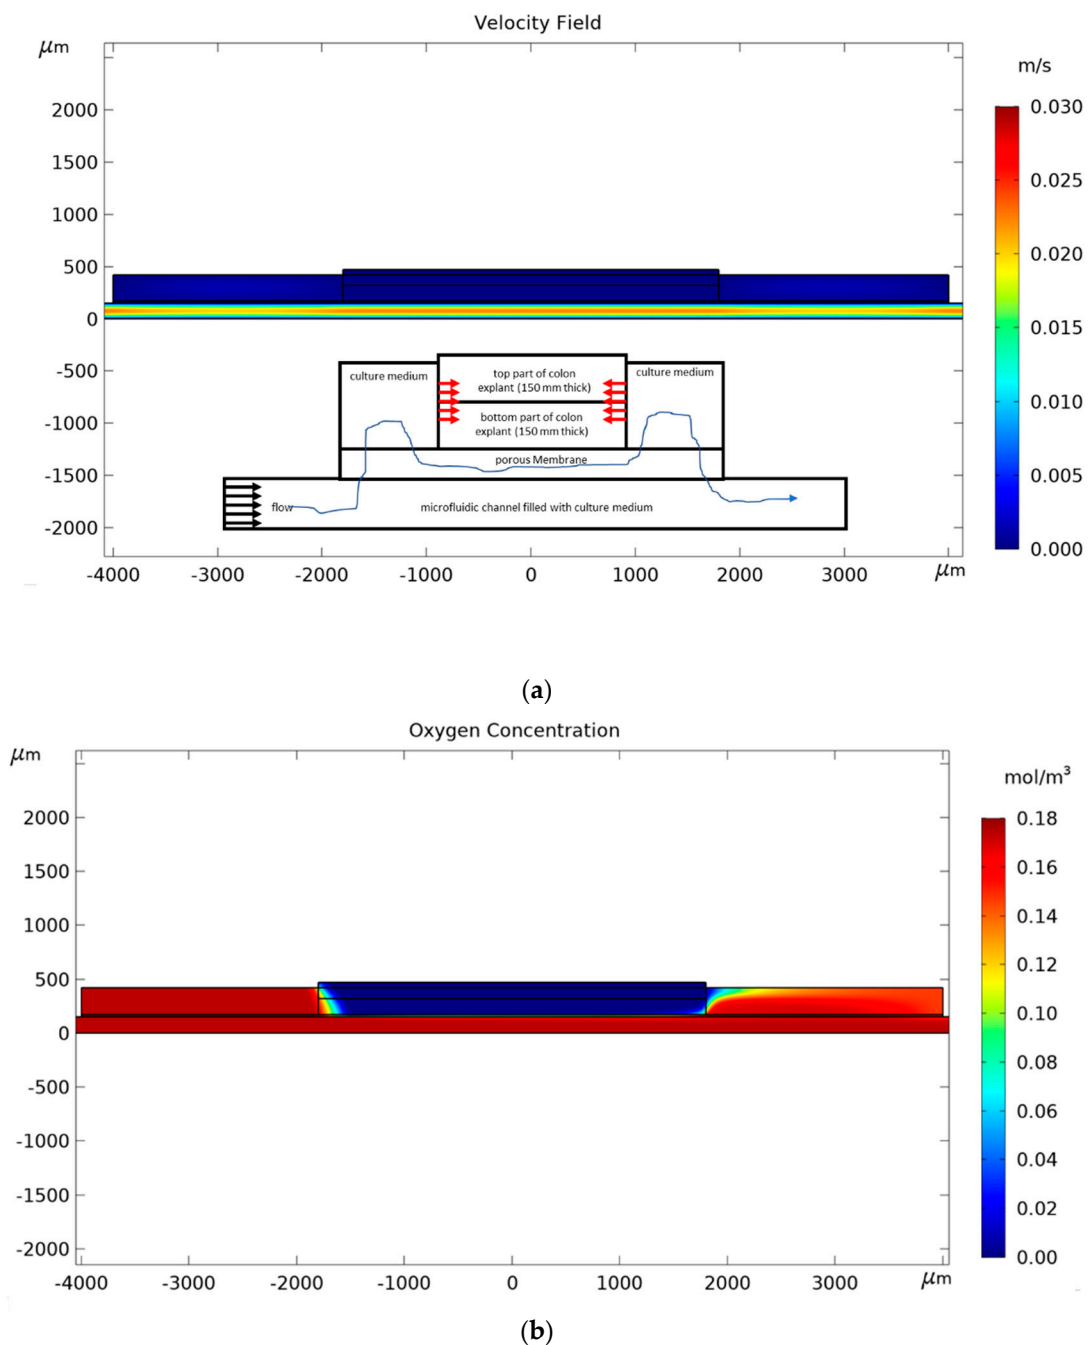 Velocity Field
μm
m/s
2000
1500
1000
500
0
-500
-1000
-1500
-2000
-4000 -3000 -2000 -1000 0 1000 2000 3000 μm
0.030
0.025
0.020
0.015
0.010
0.005
0.000
culture medium
top part of colon
explant (150 mm thick)
culture medium
bottom part of colon
explant (150 mm thick)
porous Membrane
flow
microfluidic channel filled with culture medium
(a)
Oxygen Concentration
μm
mol/m³
2000
1500
1000
500
0
-500
-1000
-1500
-2000
-4000 -3000 -2000 -1000 0 1000 2000 3000 μm
0.18
0.16
0.14
0.12
0.10
0.08
0.06
0.04
0.02
0.00
(b)